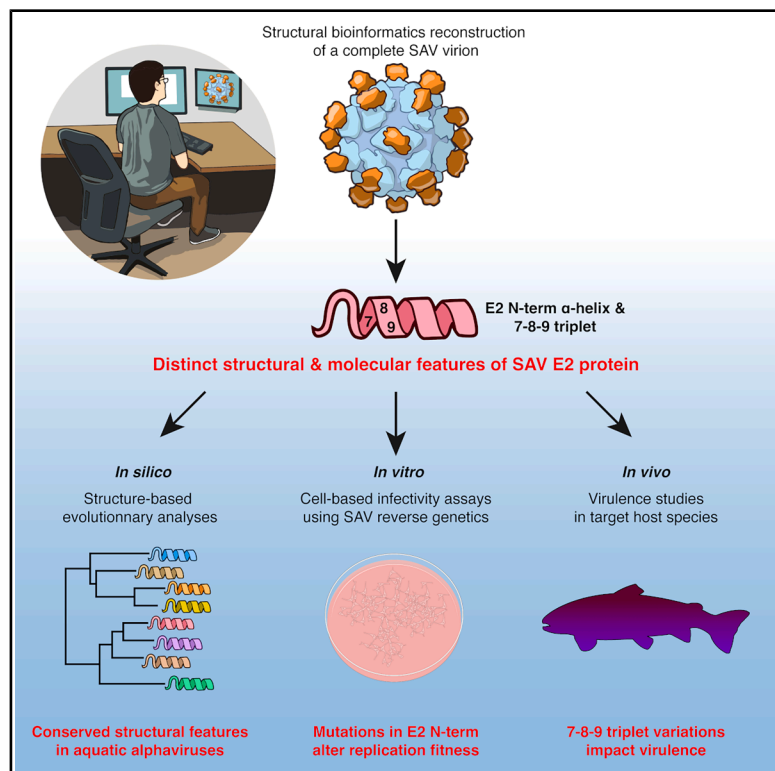 Structural bioinformatics reconstruction
of a complete SAV virion
7
8
9
E2 N-term α-helix &
7-8-9 triplet
Distinct structural & molecular features of SAV E2 protein
In silico
Structure-based
evolutionnary analyses
In vitro
Cell-based infectivity assays
using SAV reverse genetics
In vivo
Virulence studies
in target host species
Conserved structural features
in aquatic alphaviruses
Mutations in E2 N-term
alter replication fitness
7-8-9 triplet variations
impact virulence